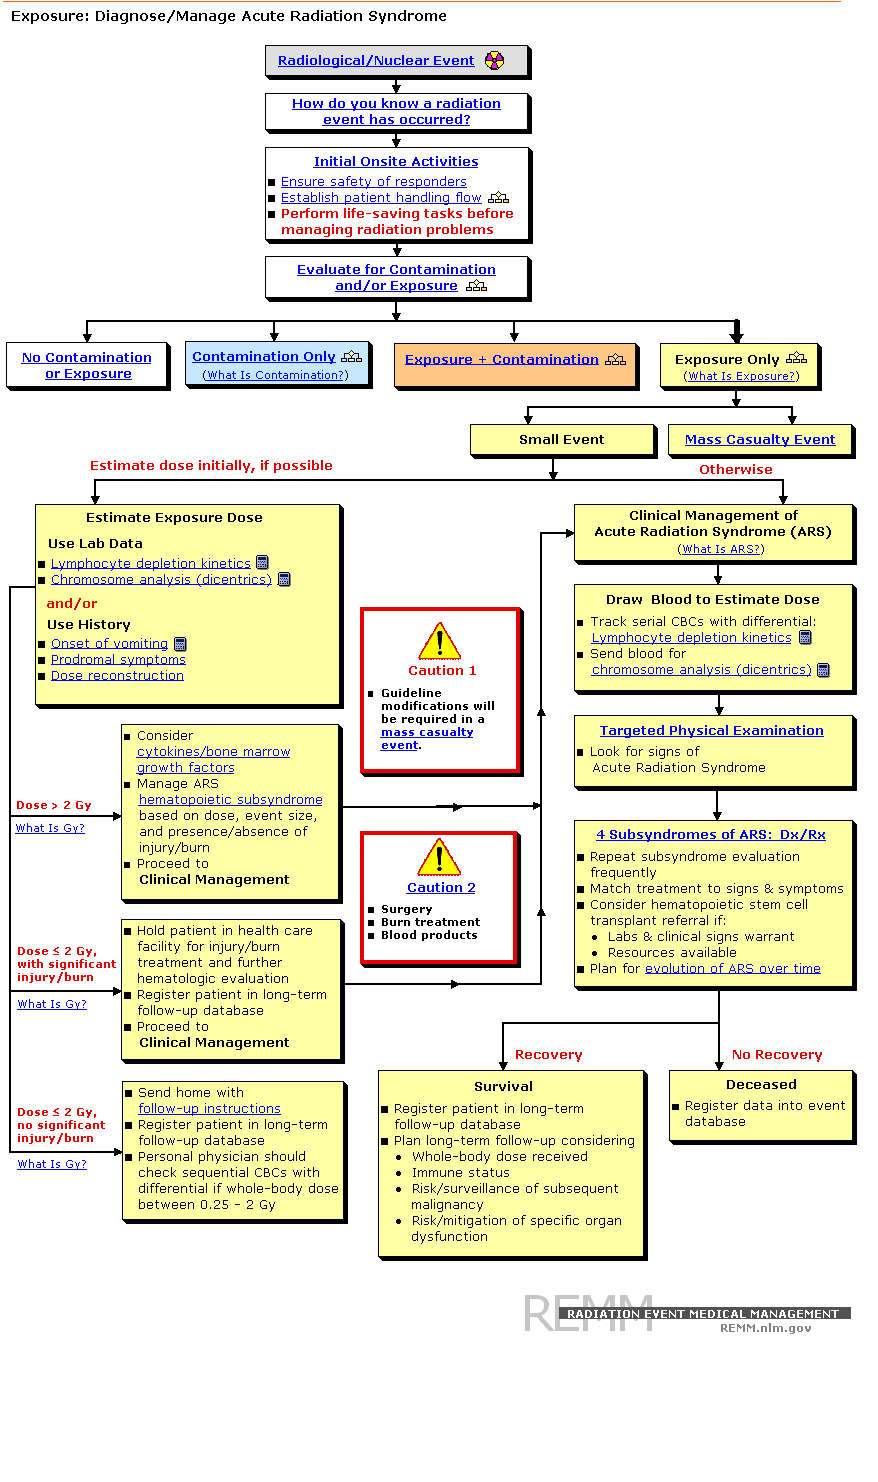 Exposure: Diagnose/Manage Acute Radiation Syndrome
Radiological/Nuclear Event
How do you know a radiation
event has occurred?
Initial Onsite Activities
Ensure safety of responders
Establish patient handling flow
Perform life-saving tasks before
managing radiation problems
Evaluate for Contamination
and/or Exposure
No Contamination
or Exposure
Contamination Only
(What Is Contamination?)
Exposure + Contamination
Exposure Only
(What Is Exposure?)
Small Event
Mass Casualty Event
Estimate dose initially, if possible
Otherwise
Estimate Exposure Dose
Use Lab Data
Lymphocyte depletion kinetics
Chromosome analysis (dicentrics)
and/or
Use History
Onset of vomiting
Prodromal symptoms
Dose reconstruction
Dose > 2 Gy
What Is Gy?
Consider
cytokines/bone marrow
growth factors
Manage ARS
hematopoietic subsyndrome
based on dose, event size,
and presence/absence of
injury/burn
Proceed to
Clinical Management
Dose ≤ 2 Gy,
with significant
injury/burn
What Is Gy?
Hold patient in health care
facility for injury/burn
treatment and further
hematologic evaluation
Register patient in long-term
follow-up database
Proceed to
Clinical Management
Dose ≤ 2 Gy,
no significant
injury/burn
What Is Gy?
Send home with
follow-up instructions
Register patient in long-term
follow-up database
Personal physician should
check sequential CBCs with
differential if whole-body dose
between 0.25 - 2 Gy
Caution 1
Guideline
modifications will
be required in a
mass casualty
event.
Caution 2
Surgery
Burn treatment
Blood products
Clinical Management of
Acute Radiation Syndrome (ARS)
(What Is ARS?)
Draw Blood to Estimate Dose
Track serial CBCs with differential:
Lymphocyte depletion kinetics
Send blood for
chromosome analysis (dicentrics)
Targeted Physical Examination
Look for signs of
Acute Radiation Syndrome
4 Subsyndromes of ARS: Dx/Rx
Repeat subsyndrome evaluation
frequently
Match treatment to signs & symptoms
Consider hematopoietic stem cell
transplant referral if:
Labs & clinical signs warrant
Resources available
Plan for evolution of ARS over time
Recovery
No Recovery
Survival
Register patient in long-term
follow-up database
Plan long-term follow-up considering
Whole-body dose received
Immune status
Risk/surveillance of subsequent
malignancy
Risk/mitigation of specific organ
dysfunction
Deceased
Register data into event
database
REMM
RADIATION EVENT MEDICAL MANAGEMENT
REMM.nlm.gov